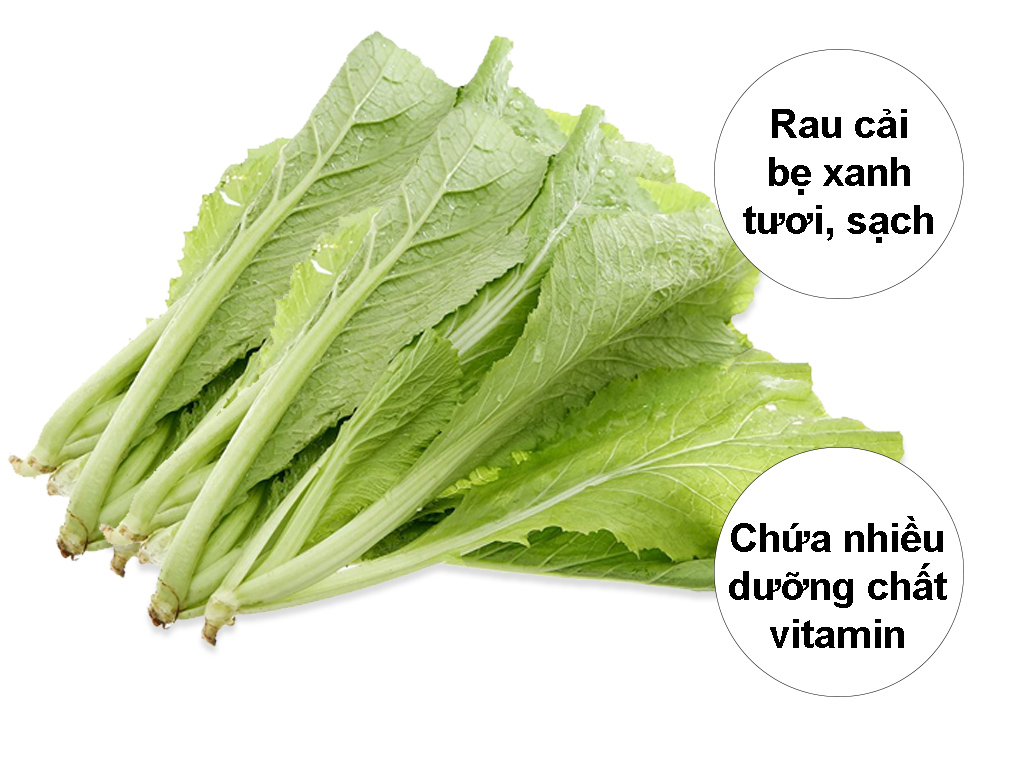 Rau cải
bẹ xanh
tươi, sạch
Chứa nhiều
dưỡng chất
vitamin